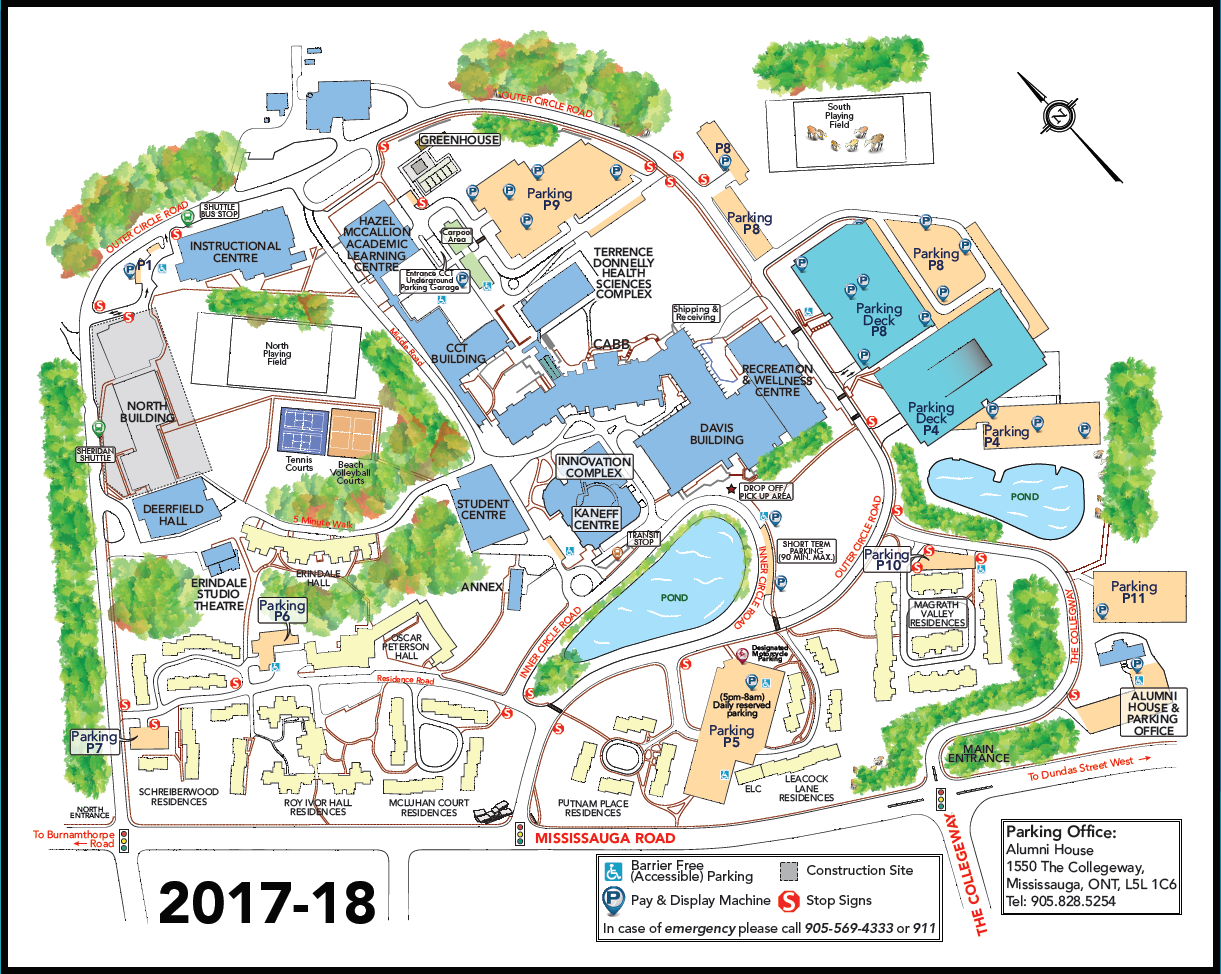 OUTER CIRCLE ROAD
South
Playing
Field
GREENHOUSE
P8
Parking
P9
SHUTTLE
BUS STOP
OUTER CIRCLE ROAD
INSTRUCTIONAL
CENTRE
HAZEL
MCCALLION
ACADEMIC
LEARNING
CENTRE
Carpool
Area
Parking
P8
P1
Entrance CCT
Underground
Parking Garage
TERRENCE
DONNELLY
HEALTH
SCIENCES
COMPLEX
Parking
P8
Shipping &
Receiving
Parking
Deck
P8
North
Playing
Field
Middle Road
CCT
BUILDING
CABB
RECREATION
& WELLNESS
CENTRE
NORTH
BUILDING
Parking
Deck
P4
Parking
P4
DAVIS
BUILDING
SHERIDAN
SHUTTLE
Tennis
Courts
Beach
Volleyball
Courts
INNOVATION
COMPLEX
DROP OFF/
PICK UP AREA
POND
DEERFIELD
HALL
5 Minute Walk
STUDENT
CENTRE
KANEFF
CENTRE
TRANSIT
STOP
SHORT TERM
PARKING
(90 MIN. MAX.)
OUTER CIRCLE ROAD
Parking
P10
ERINDALE
HALL
ERINDALE
STUDIO
THEATRE
ANNEX
POND
INNER CIRCLE ROAD
Parking
P11
Parking
P6
MAGRATH
VALLEY
RESIDENCES
THE COLLEGWAY
OSCAR
PETERSON
HALL
INNER CIRCLE ROAD
Designated
Motorcycle
Parking
Residence Road
(5pm-8am)
Daily reserved
parking
Parking
P5
ALUMNI
HOUSE &
PARKING
OFFICE
Parking
P7
MAIN
ENTRANCE
To Dundas Street West →
SCHREIBERWOOD
RESIDENCES
ROY IVOR HALL
RESIDENCES
MCLUHAN COURT
RESIDENCES
PUTNAM PLACE
RESIDENCES
ELC
LEACOCK
LANE
RESIDENCES
NORTH
ENTRANCE
To Burnamthorpe
← Road
MISSISSAUGA ROAD
THE COLLEGEWAY
2017-18
Barrier Free
(Accessible) Parking
Construction Site
Pay & Display Machine
Stop Signs
In case of emergency please call 905-569-4333 or 911
Parking Office:
Alumni House
1550 The Collegeway,
Mississauga, ONT, L5L 1C6
Tel: 905.828.5254